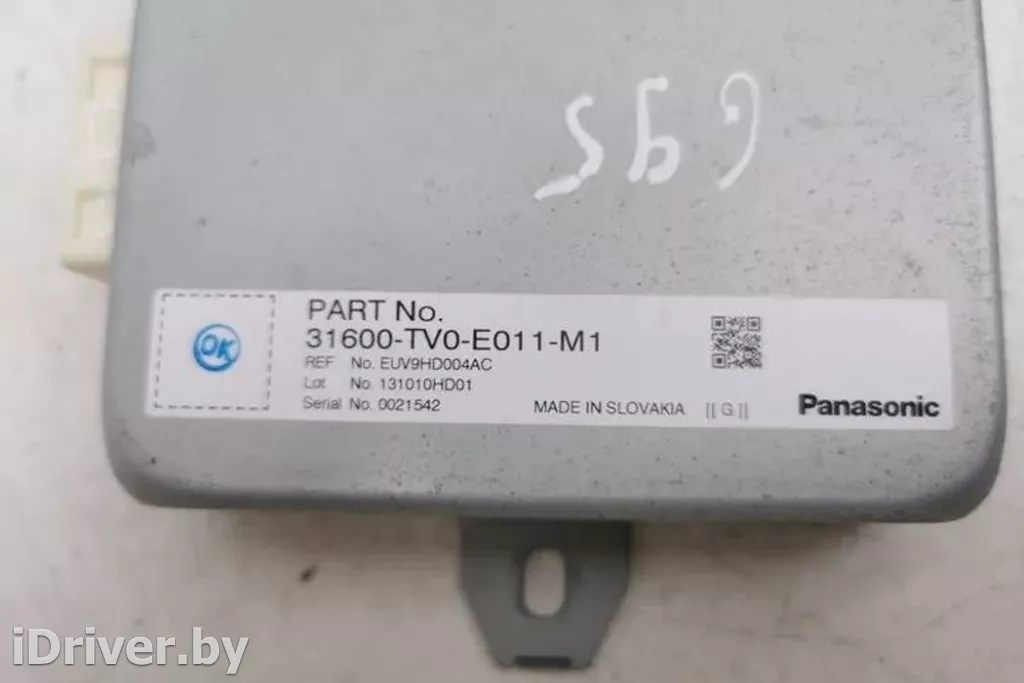 695
OK
PART No.
31600-TV0-E011-M1
REF No. EUV9HD004AC
Lot No. 131010HD01
Serial No. 0021542
MADE IN SLOVAKIA [[ G ]] Panasonic
iDriver.by